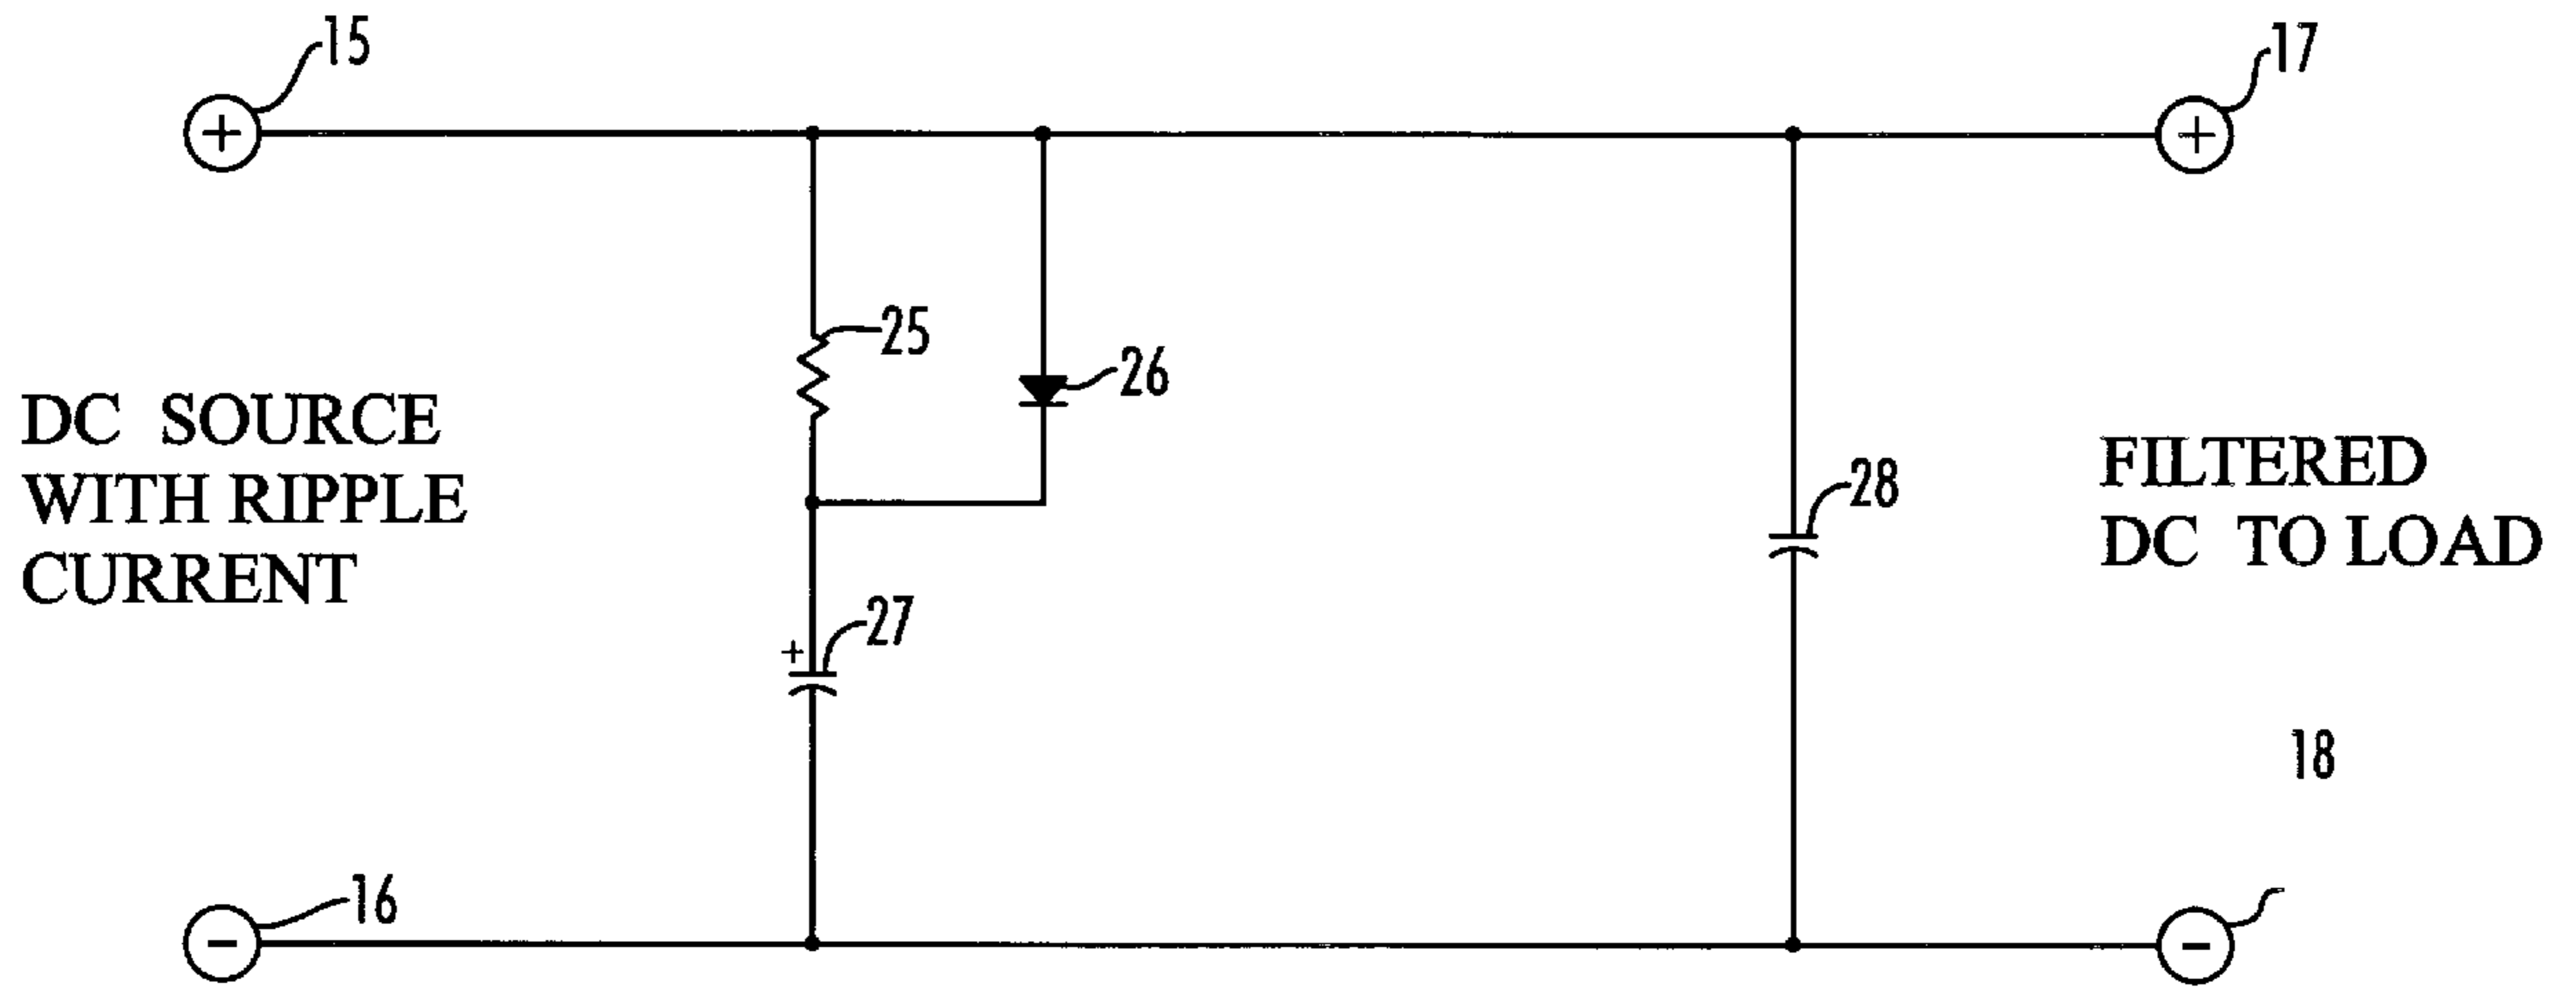 15
17
+
+
25
26
DC SOURCE
WITH RIPPLE
CURRENT
FILTERED
DC TO LOAD
28
27
+
18
16
-
-